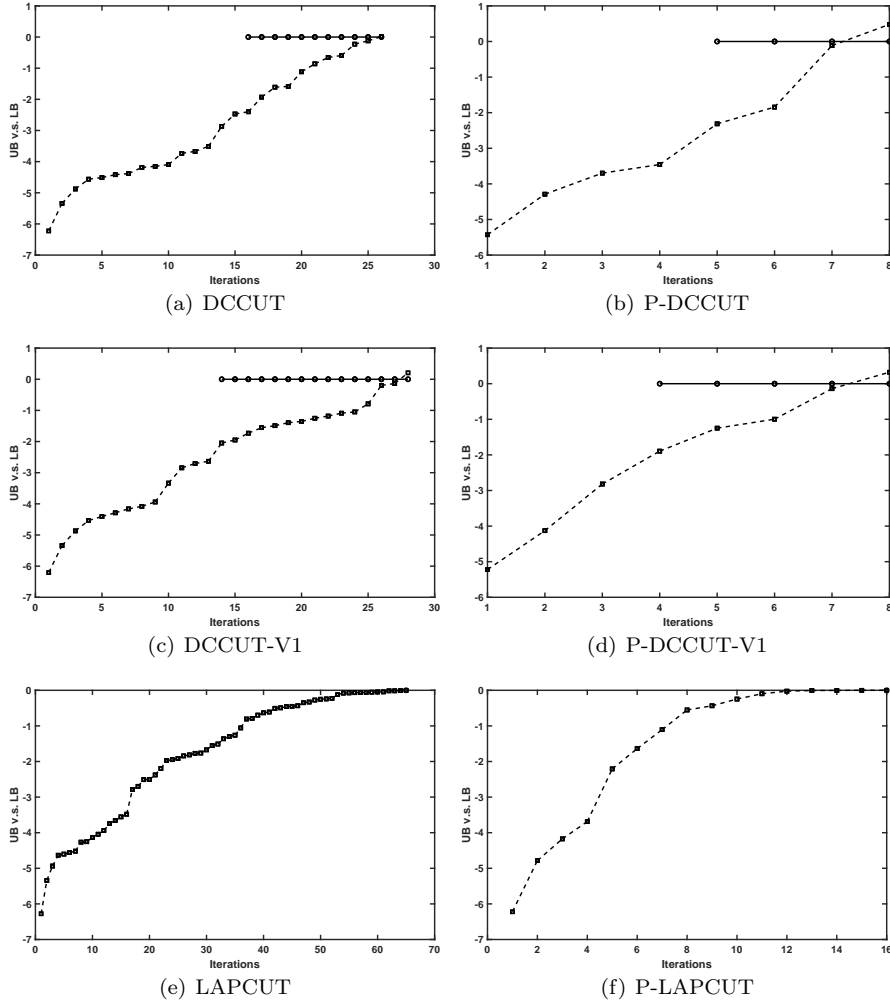 1
0
-1
-2
-3
-4
-5
-6
-7
UB v.s. LB
0 5 10 15 20 25 30
Iterations
(a) DCCUT
1
0
-1
-2
-3
-4
-5
-6
UB v.s. LB
1 2 3 4 5 6 7 8
Iterations
(b) P-DCCUT
1
0
-1
-2
-3
-4
-5
-6
-7
UB v.s. LB
0 5 10 15 20 25 30
Iterations
(c) DCCUT-V1
1
0
-1
-2
-3
-4
-5
-6
UB v.s. LB
1 2 3 4 5 6 7 8
Iterations
(d) P-DCCUT-V1
0
-1
-2
-3
-4
-5
-6
-7
UB v.s. LB
0 10 20 30 40 50 60 70
Iterations
(e) LAPCUT
0
-1
-2
-3
-4
-5
-6
-7
UB v.s. LB
0 2 4 6 8 10 12 14 16
Iterations
(f) P-LAPCUT